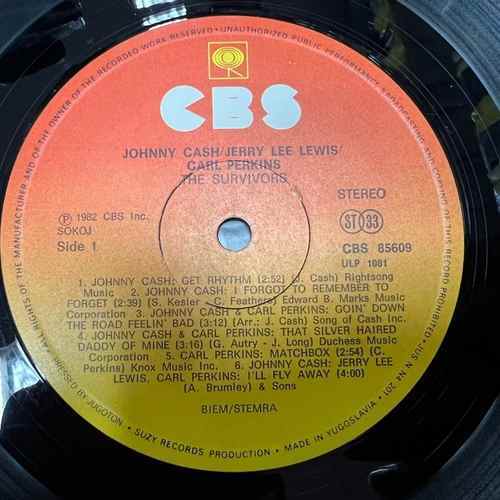 ALL RIGHTS OF THE MANUFACTURER AND OF THE OWNER OF THE RECORDED WORK RESERVED • UNAUTHORIZED PUBLIC PERFORMANCE, BROADCASTING AND COPYING OF THIS RECORD PROHIBITED. • JUS N N4 201
CBS
JOHNNY CASH/JERRY LEE LEWIS/
CARL PERKINS
THE SURVIVORS
STEREO
Ⓟ 1982 CBS Inc.
SOKOJ
Side 1
ST 33
CBS 85609
ULP 1081
1. JOHNNY CASH: GET RHYTHM (2:52) (J. Cash) Rightsong
Music 2. JOHNNY CASH: I FORGOT TO REMEMBER TO
FORGET (2:39) (S. Kesler - C. Feathers) Edward B. Marks Music
Corporation 3. JOHNNY CASH & CARL PERKINS: GOIN' DOWN
THE ROAD FEELIN' BAD (3:12) (Arr.: J. Cash) Song of Cash Inc.
4. JOHNNY CASH & CARL PERKINS: THAT SILVER HAIRED
DADDY OF MINE (3:16) (G. Autry - J. Long) Duchess Music
Corporation 5. CARL PERKINS: MATCHBOX (2:54) (C.
Perkins) Knox Music Inc. 6. JOHNNY CASH: JERRY LEE
LEWIS, CARL PERKINS: I'LL FLY AWAY (4:00)
(A. Brumley) & Sons
BIEM/STEMRA
PRESSING BY JUGOTON • SUZY RECORDS PRODUCTION • MADE IN YUGOSLAVIA